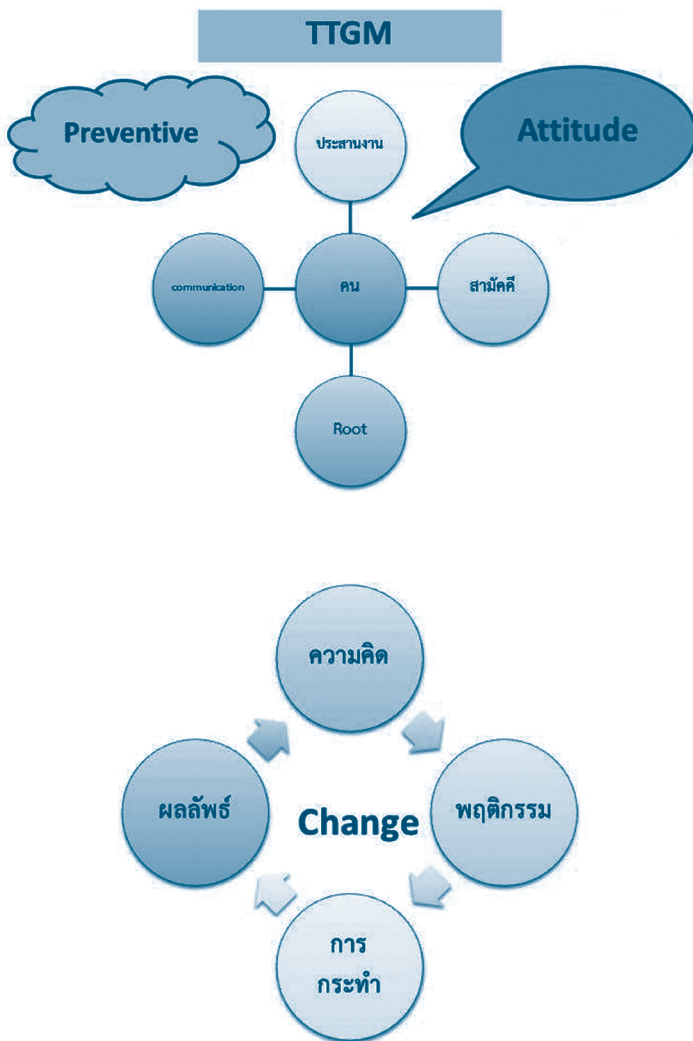 TTGM
Preventive
Attitude
ประสานงาน
communication
คน
สามัคคี
Root
ความคิด
ผลลัพธ์
Change
พฤติกรรม
การ
กระทำ